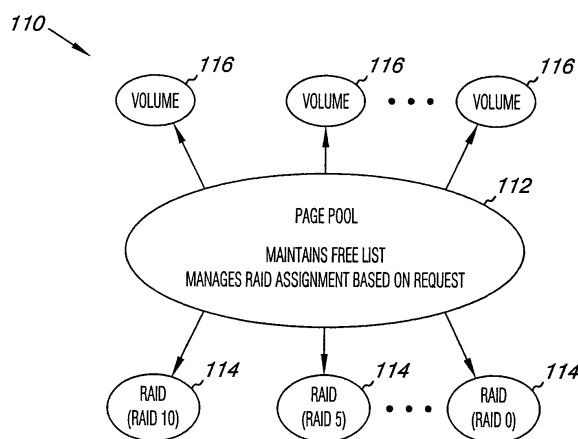 110
116 116 116
VOLUME VOLUME VOLUME
112
PAGE POOL
MAINTAINS FREE LIST
MANAGES RAID ASSIGNMENT BASED ON REQUEST
114 114 114
RAID RAID RAID
(RAID 10) (RAID 5) (RAID 0)